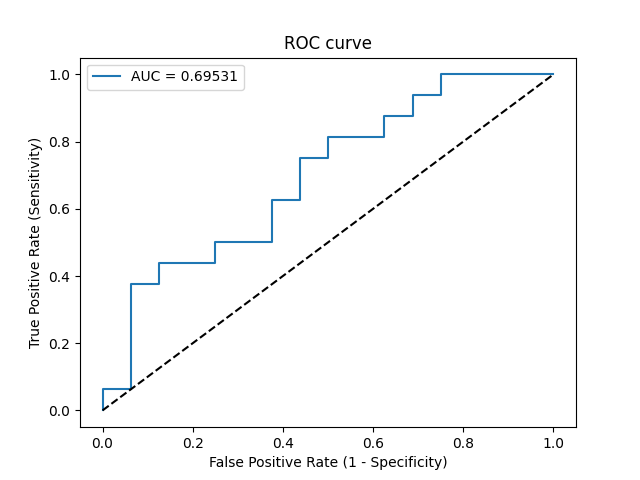 ROC curve
AUC = 0.69531
1.0
0.8
0.6
0.4
0.2
0.0
True Positive Rate (Sensitivity)
0.0 0.2 0.4 0.6 0.8 1.0
False Positive Rate (1 - Specificity)